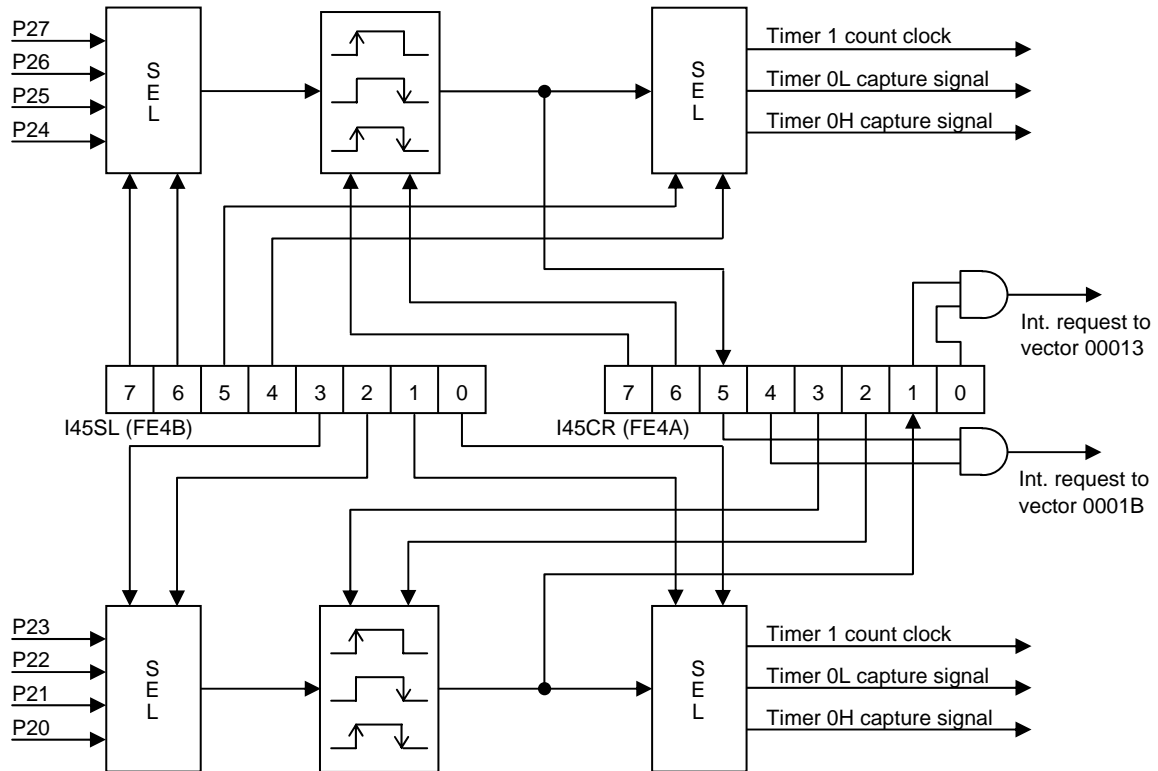 P27
P26
P25
P24
S
E
L
S
E
L
Timer 1 count clock
Timer 0L capture signal
Timer 0H capture signal
Int. request to
vector 00013
7 6 5 4 3 2 1 0
I45SL (FE4B)
7 6 5 4 3 2 1 0
I45CR (FE4A)
Int. request to
vector 0001B
P23
P22
P21
P20
S
E
L
S
E
L
Timer 1 count clock
Timer 0L capture signal
Timer 0H capture signal